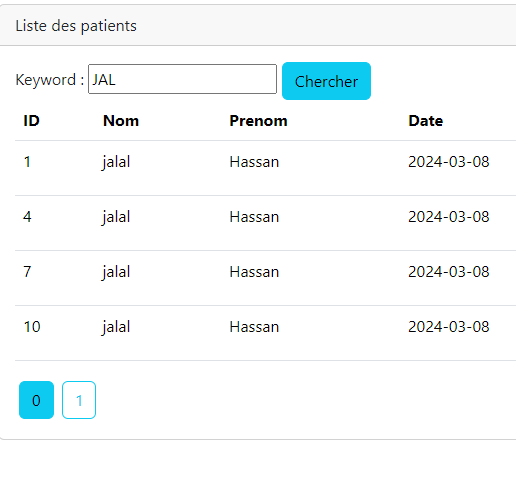 Liste des patients
Keyword : JAL Chercher
ID Nom Prenom Date
1 jalal Hassan 2024-03-08
4 jalal Hassan 2024-03-08
7 jalal Hassan 2024-03-08
10 jalal Hassan 2024-03-08
0 1